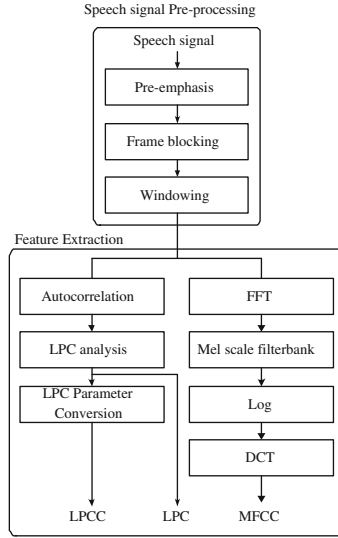 Speech signal Pre-processing
Speech signal
Pre-emphasis
Frame blocking
Windowing
Feature Extraction
Autocorrelation
FFT
LPC analysis
Mel scale filterbank
LPC Parameter
Conversion
Log
DCT
LPCC
LPC
MFCC